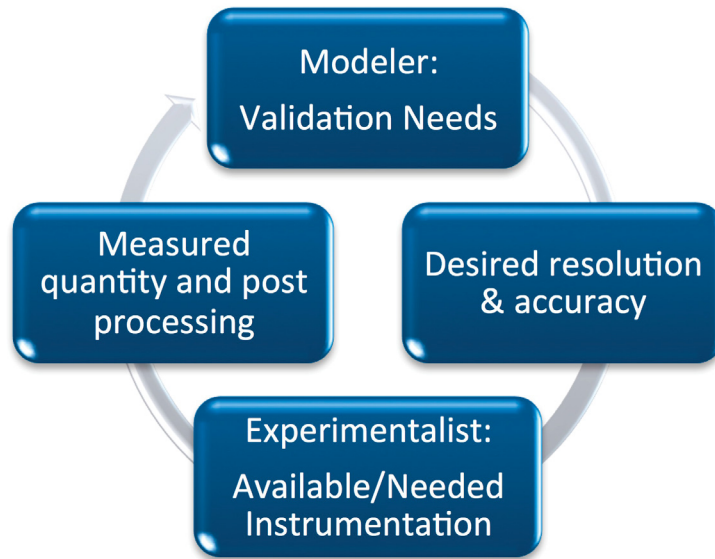 Modeler:
Validation Needs
Desired resolution
& accuracy
Experimentalist:
Available/Needed
Instrumentation
Measured
quantity and post
processing